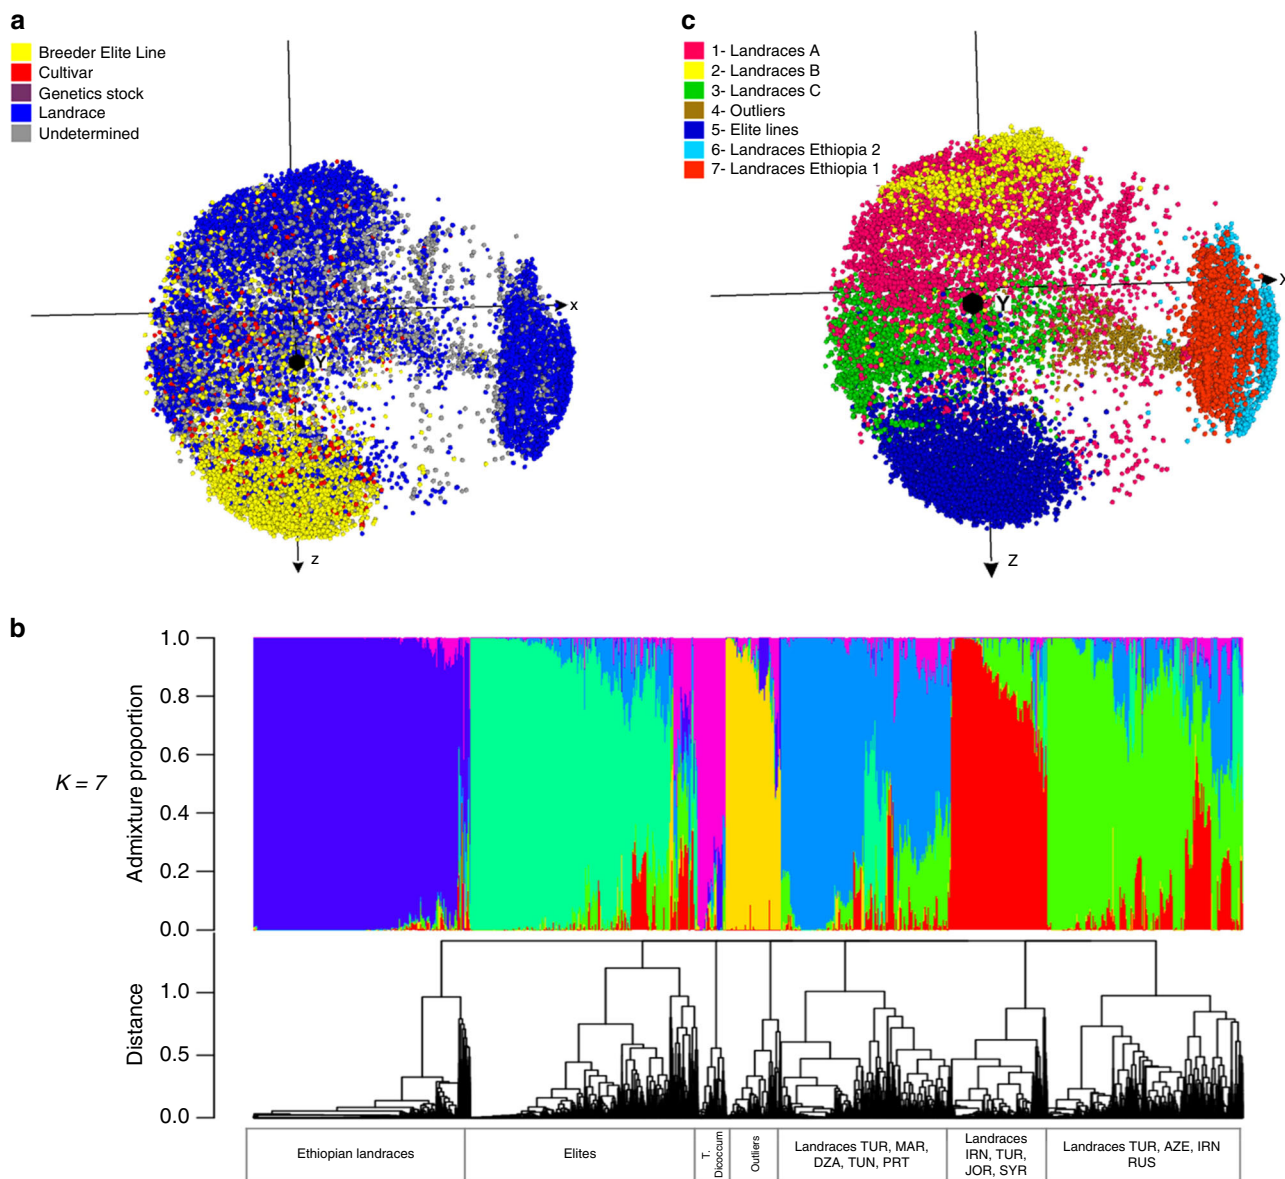 a
Breeder Elite Line
Cultivar
Genetics stock
Landrace
Undetermined
x
Y
z
c
1- Landraces A
2- Landraces B
3- Landraces C
4- Outliers
5- Elite lines
6- Landraces Ethiopia 2
7- Landraces Ethiopia 1
X
Y
Z
b
K = 7
Admixture proportion
1.0
0.8
0.6
0.4
0.2
0.0
Distance
1.0
0.5
0.0
Ethiopian landraces
Elites
T.
Dicoccum
Outliers
Landraces TUR, MAR,
DZA, TUN, PRT
Landraces
IRN, TUR,
JOR, SYR
Landraces TUR, AZE, IRN
RUS